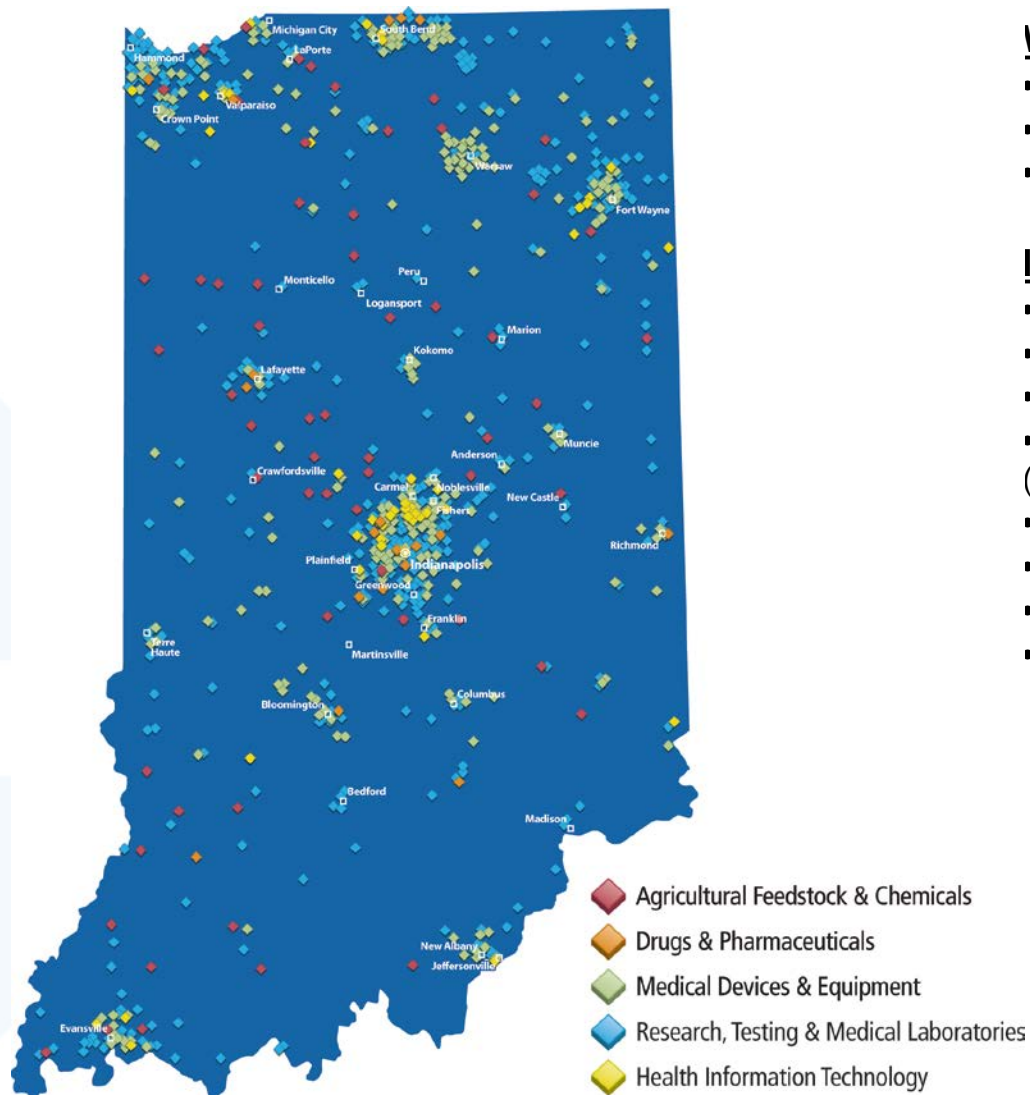 Michigan City
South Bend
LaPorte
Hammond
Valparaiso
Crown Point
Warsaw
Fort Wayne
Monticello
Peru
Logansport
Marion
Kokomo
Lafayette
Muncie
Anderson
Crawfordsville
Carmel
Noblesville
New Castle
Fishers
Richmond
Plainfield
Indianapolis
Greenwood
Franklin
Terre
Haute
Martinsville
Columbus
Bloomington
Bedford
Madison
New Albany
Jeffersonville
Evansville
Agricultural Feedstock & Chemicals
Drugs & Pharmaceuticals
Medical Devices & Equipment
Research, Testing & Medical Laboratories
Health Information Technology